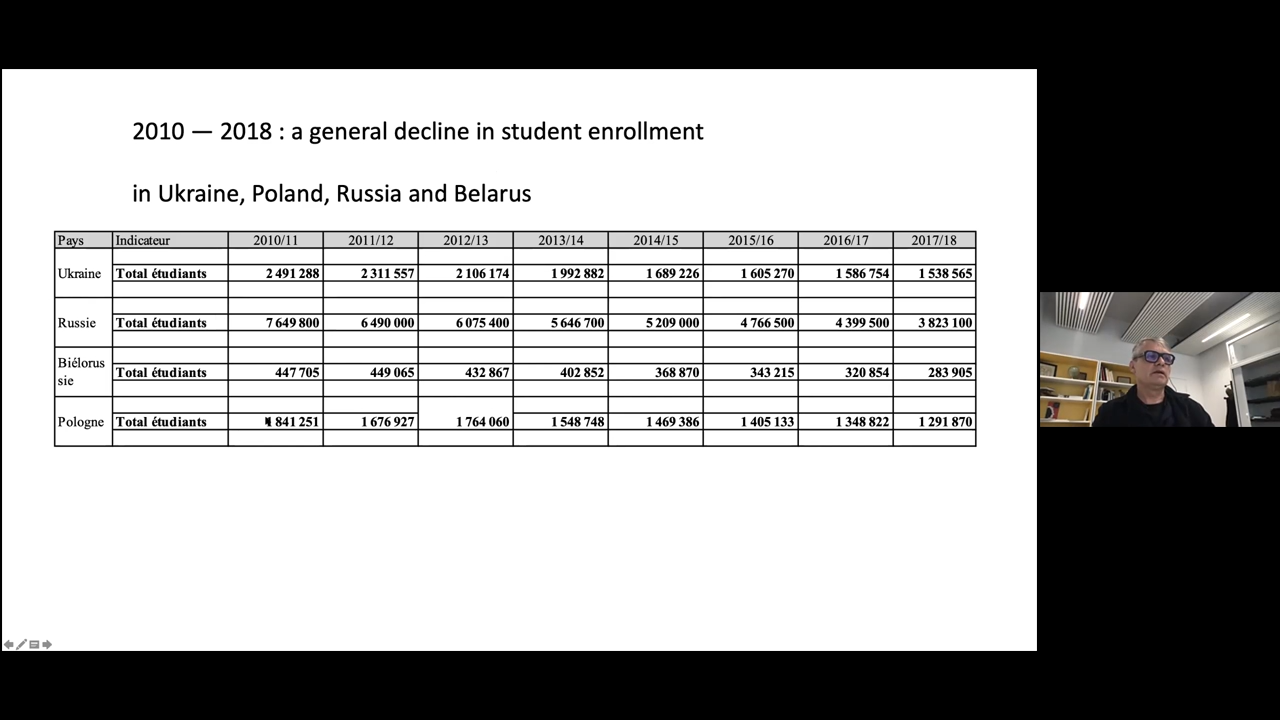 2010 — 2018 : a general decline in student enrollment
in Ukraine, Poland, Russia and Belarus
Pays Indicateur 2010/11 2011/12 2012/13 2013/14 2014/15 2015/16 2016/17 2017/18
Ukraine Total étudiants 2 491 288 2 311 557 2 106 174 1 992 882 1 689 226 1 605 270 1 586 754 1 538 565
Russie Total étudiants 7 649 800 6 490 000 6 075 400 5 646 700 5 209 000 4 766 500 4 399 500 3 823 100
Biélorus
sie Total étudiants 447 705 449 065 432 867 402 852 368 870 343 215 320 854 283 905
Pologne Total étudiants 1 841 251 1 676 927 1 764 060 1 548 748 1 469 386 1 405 133 1 348 822 1 291 870